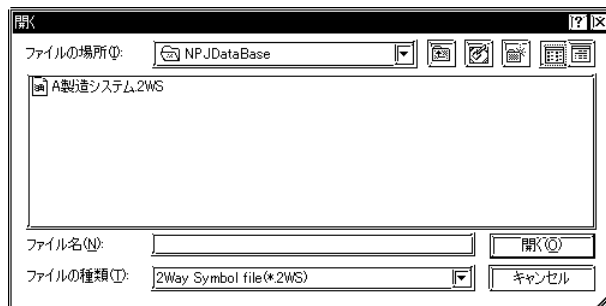 開く
ファイルの場所(I):
NPJDataBase
A製造システム.2WS
ファイル名(N):
開く(O)
ファイルの種類(T):
2Way Symbol file(*.2WS)
キャンセル